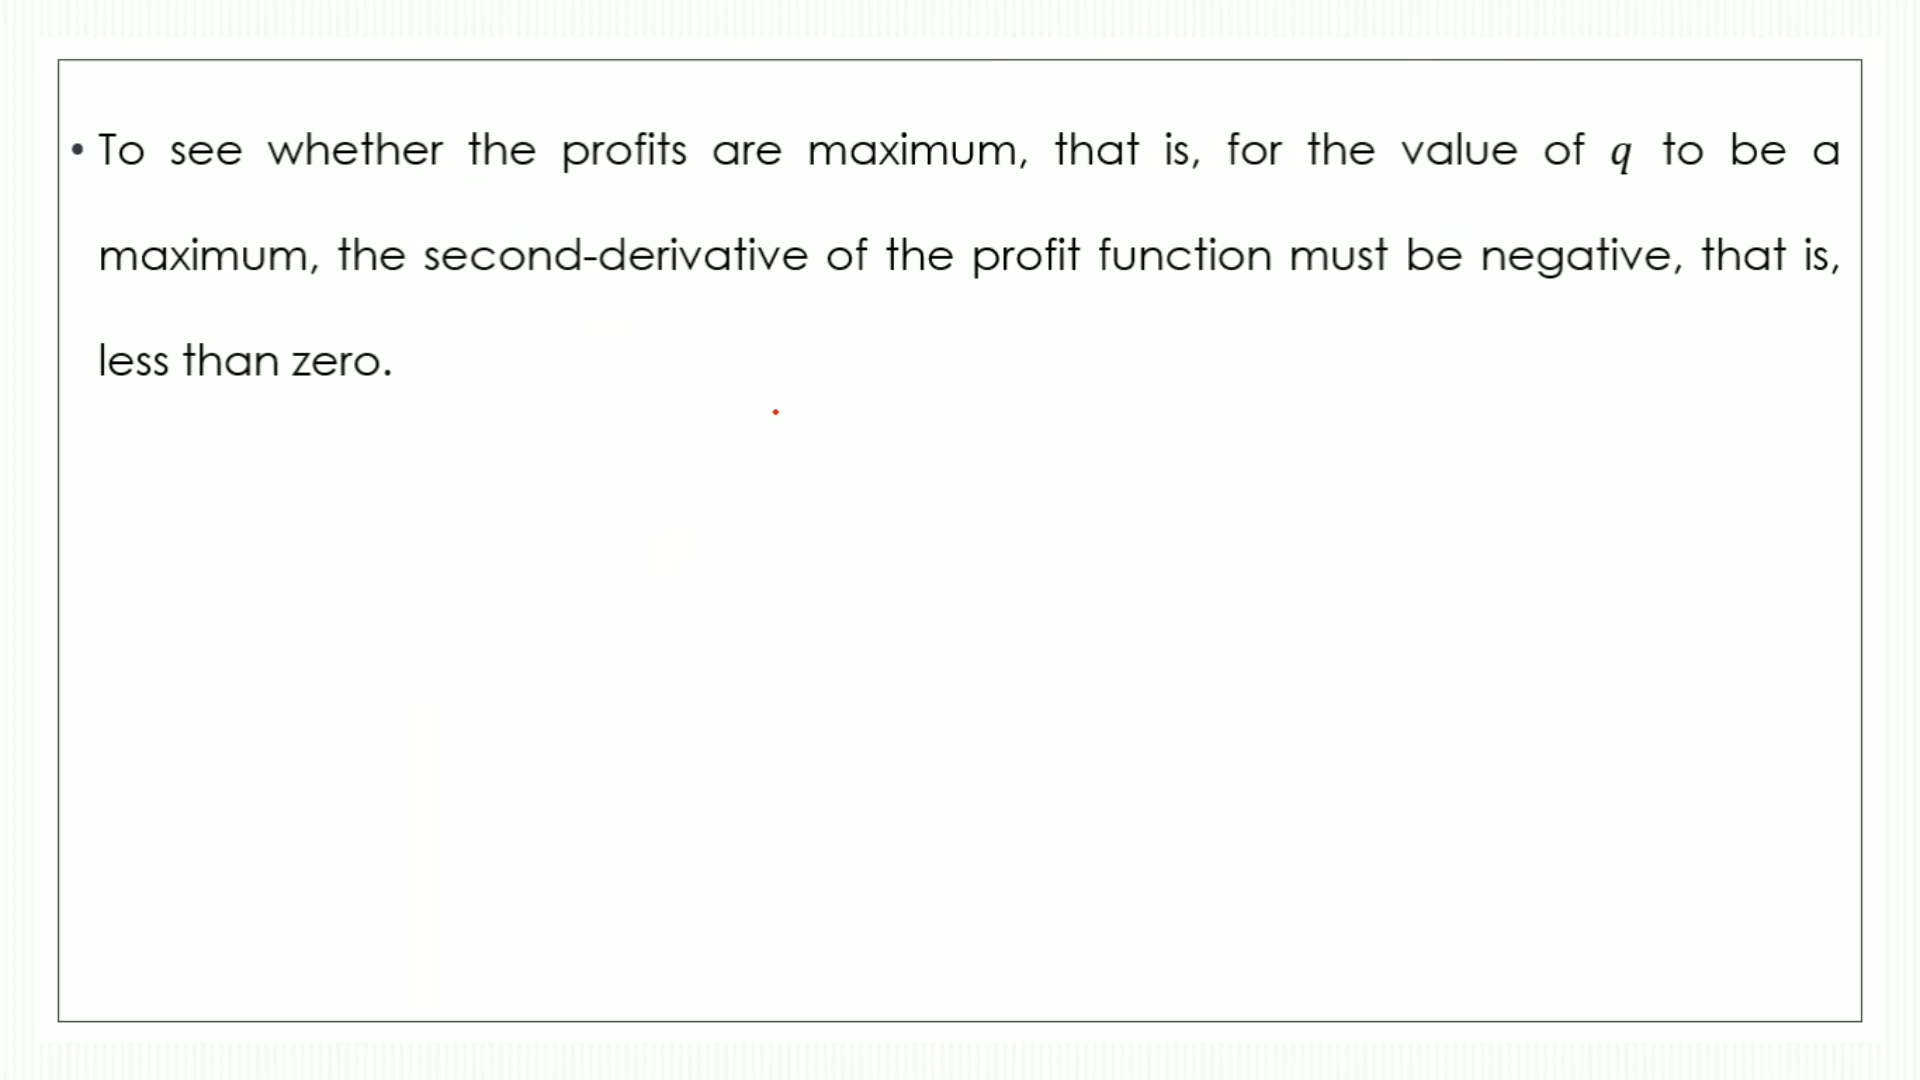 • To see whether the profits are maximum, that is, for the value of q to be a
maximum, the second-derivative of the profit function must be negative, that is,
less than zero.